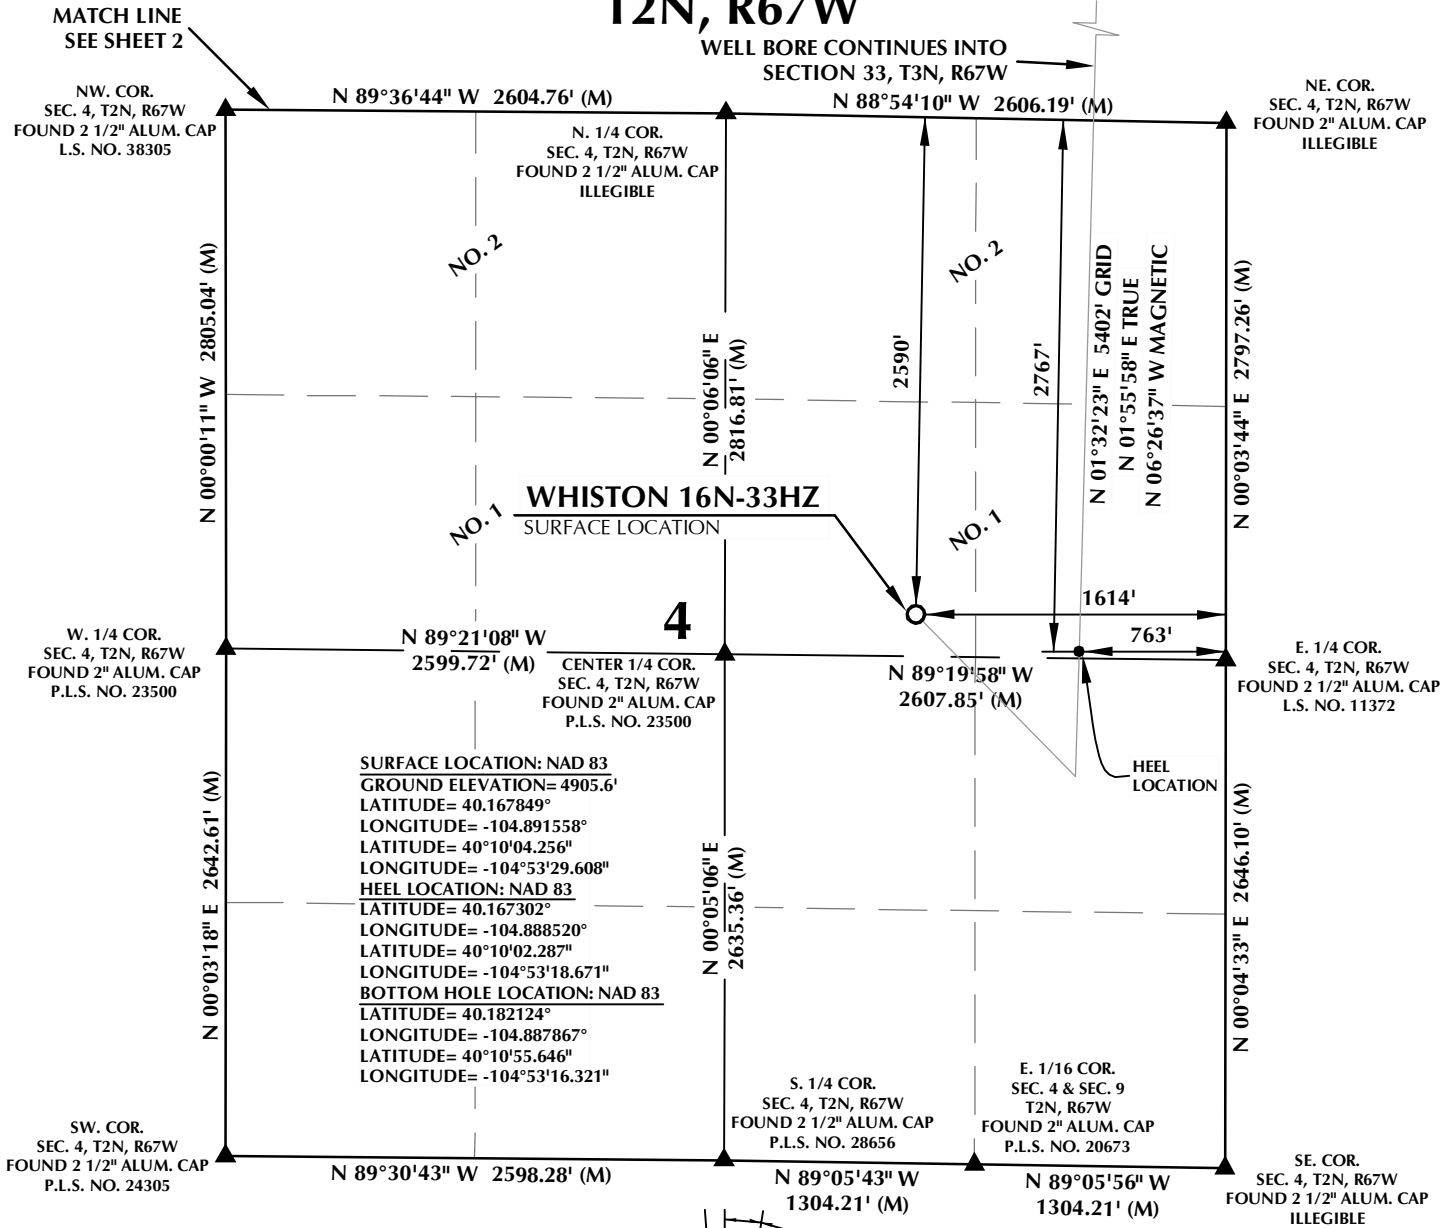 T2N, R67W
MATCH LINE
SEE SHEET 2
WELL BORE CONTINUES INTO
SECTION 33, T3N, R67W
NW. COR.
SEC. 4, T2N, R67W
FOUND 2 1/2" ALUM. CAP
L.S. NO. 38305
N 89°36'44" W 2604.76' (M)
N 88°54'10" W 2606.19' (M)
NE. COR.
SEC. 4, T2N, R67W
FOUND 2" ALUM. CAP
ILLEGIBLE
N. 1/4 COR.
SEC. 4, T2N, R67W
FOUND 2 1/2" ALUM. CAP
ILLEGIBLE
NO. 2
NO. 2
N 00°00'11" W 2805.04' (M)
N 00°06'06" E
2816.81' (M)
2590'
2767'
N 01°32'23" E 5402' GRID
N 01°55'58" E TRUE
N 06°26'37" W MAGNETIC
N 00°03'44" E 2797.26' (M)
WHISTON 16N-33HZ
SURFACE LOCATION
NO. 1
NO. 1
1614'
763'
4
W. 1/4 COR.
SEC. 4, T2N, R67W
FOUND 2" ALUM. CAP
P.L.S. NO. 23500
N 89°21'08" W
2599.72' (M)
CENTER 1/4 COR.
SEC. 4, T2N, R67W
FOUND 2" ALUM. CAP
P.L.S. NO. 23500
N 89°19'58" W
2607.85' (M)
E. 1/4 COR.
SEC. 4, T2N, R67W
FOUND 2 1/2" ALUM. CAP
L.S. NO. 11372
HEEL
LOCATION
SURFACE LOCATION: NAD 83
GROUND ELEVATION= 4905.6'
LATITUDE= 40.167849°
LONGITUDE= -104.891558°
LATITUDE= 40°10'04.256"
LONGITUDE= -104°53'29.608"
HEEL LOCATION: NAD 83
LATITUDE= 40.167302°
LONGITUDE= -104.888520°
LATITUDE= 40°10'02.287"
LONGITUDE= -104°53'18.671"
BOTTOM HOLE LOCATION: NAD 83
LATITUDE= 40.182124°
LONGITUDE= -104.887867°
LATITUDE= 40°10'55.646"
LONGITUDE= -104°53'16.321"
N 00°03'18" E 2642.61' (M)
N 00°05'06" E
2635.36' (M)
N 00°04'33" E 2646.10' (M)
S. 1/4 COR.
SEC. 4, T2N, R67W
FOUND 2 1/2" ALUM. CAP
P.L.S. NO. 28656
E. 1/16 COR.
SEC. 4 & SEC. 9
T2N, R67W
FOUND 2" ALUM. CAP
P.L.S. NO. 20673
SW. COR.
SEC. 4, T2N, R67W
FOUND 2 1/2" ALUM. CAP
P.L.S. NO. 24305
N 89°30'43" W 2598.28' (M)
N 89°05'43" W
1304.21' (M)
N 89°05'56" W
1304.21' (M)
SE. COR.
SEC. 4, T2N, R67W
FOUND 2 1/2" ALUM. CAP
ILLEGIBLE